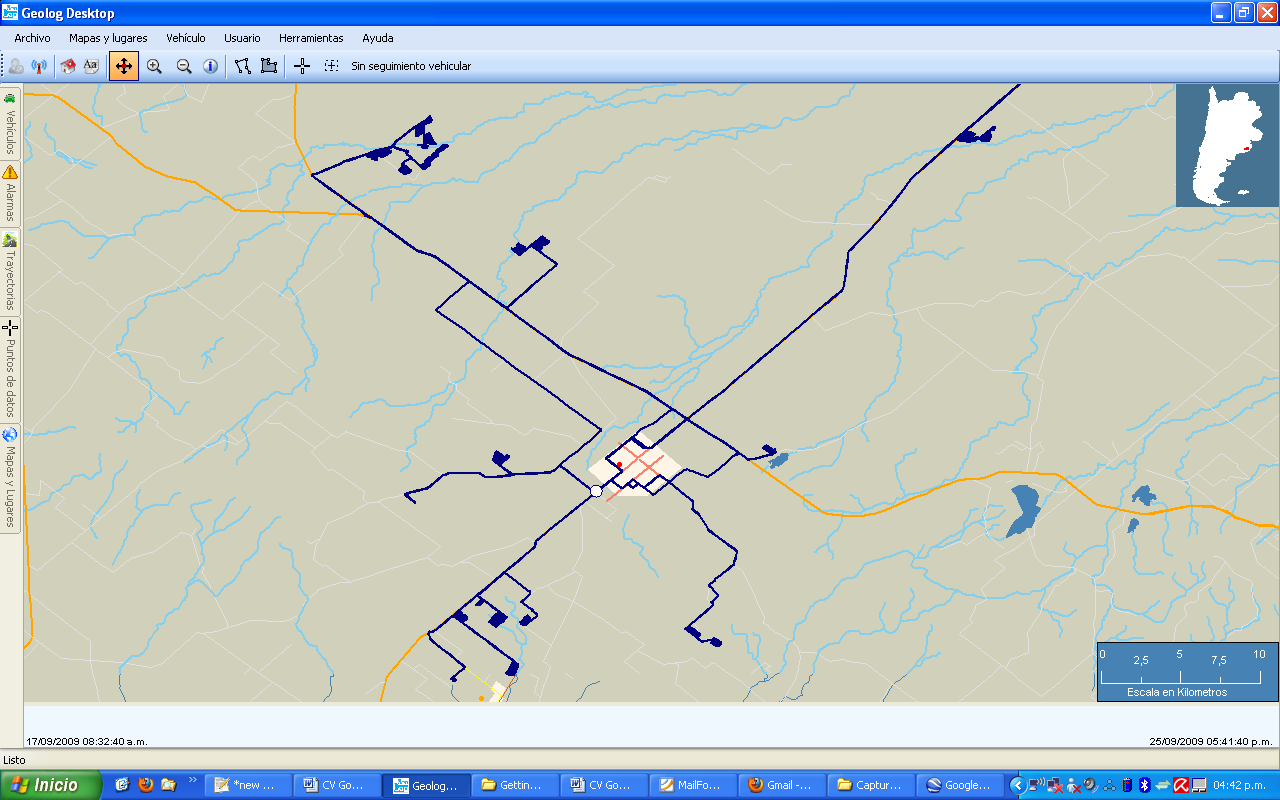 Geolog Desktop
Archivo Mapas y lugares Vehículo Usuario Herramientas Ayuda
Sin seguimiento vehicular
Vehículos
Alarmas
Trayectorias
Puntos de datos
Mapas y Lugares
0 2,5 5 7,5 10
Escala en Kilometros
17/09/2009 08:32:40 a.m. 25/09/2009 05:41:40 p.m.
Listo
Inicio *new ... CV Go... Geolog... Gettin... CV Go... MailFo... Gmail -... Captur... Google... 04:42 p.m.